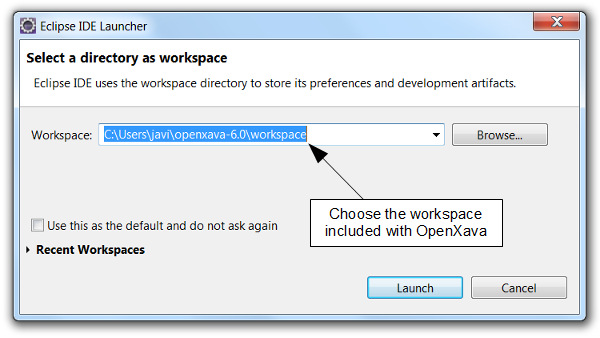 Eclipse IDE Launcher
Select a directory as workspace
Eclipse IDE uses the workspace directory to store its preferences and development artifacts.
Workspace: C:\Users\javi\openxava-6.0\workspace Browse...
Choose the workspace
included with OpenXava
Use this as the default and do not ask again
Recent Workspaces
Launch Cancel